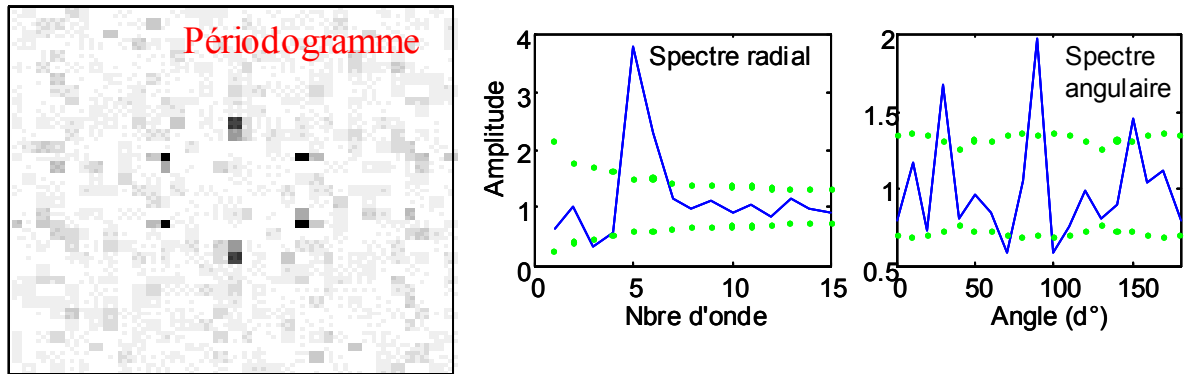 Périodogramme
4
3
2
1
0
Amplitude
Spectre radial
0 5 10 15
Nbre d'onde
2
1.5
1
0.5
Spectre
angulaire
0 50 100 150
Angle (d°)